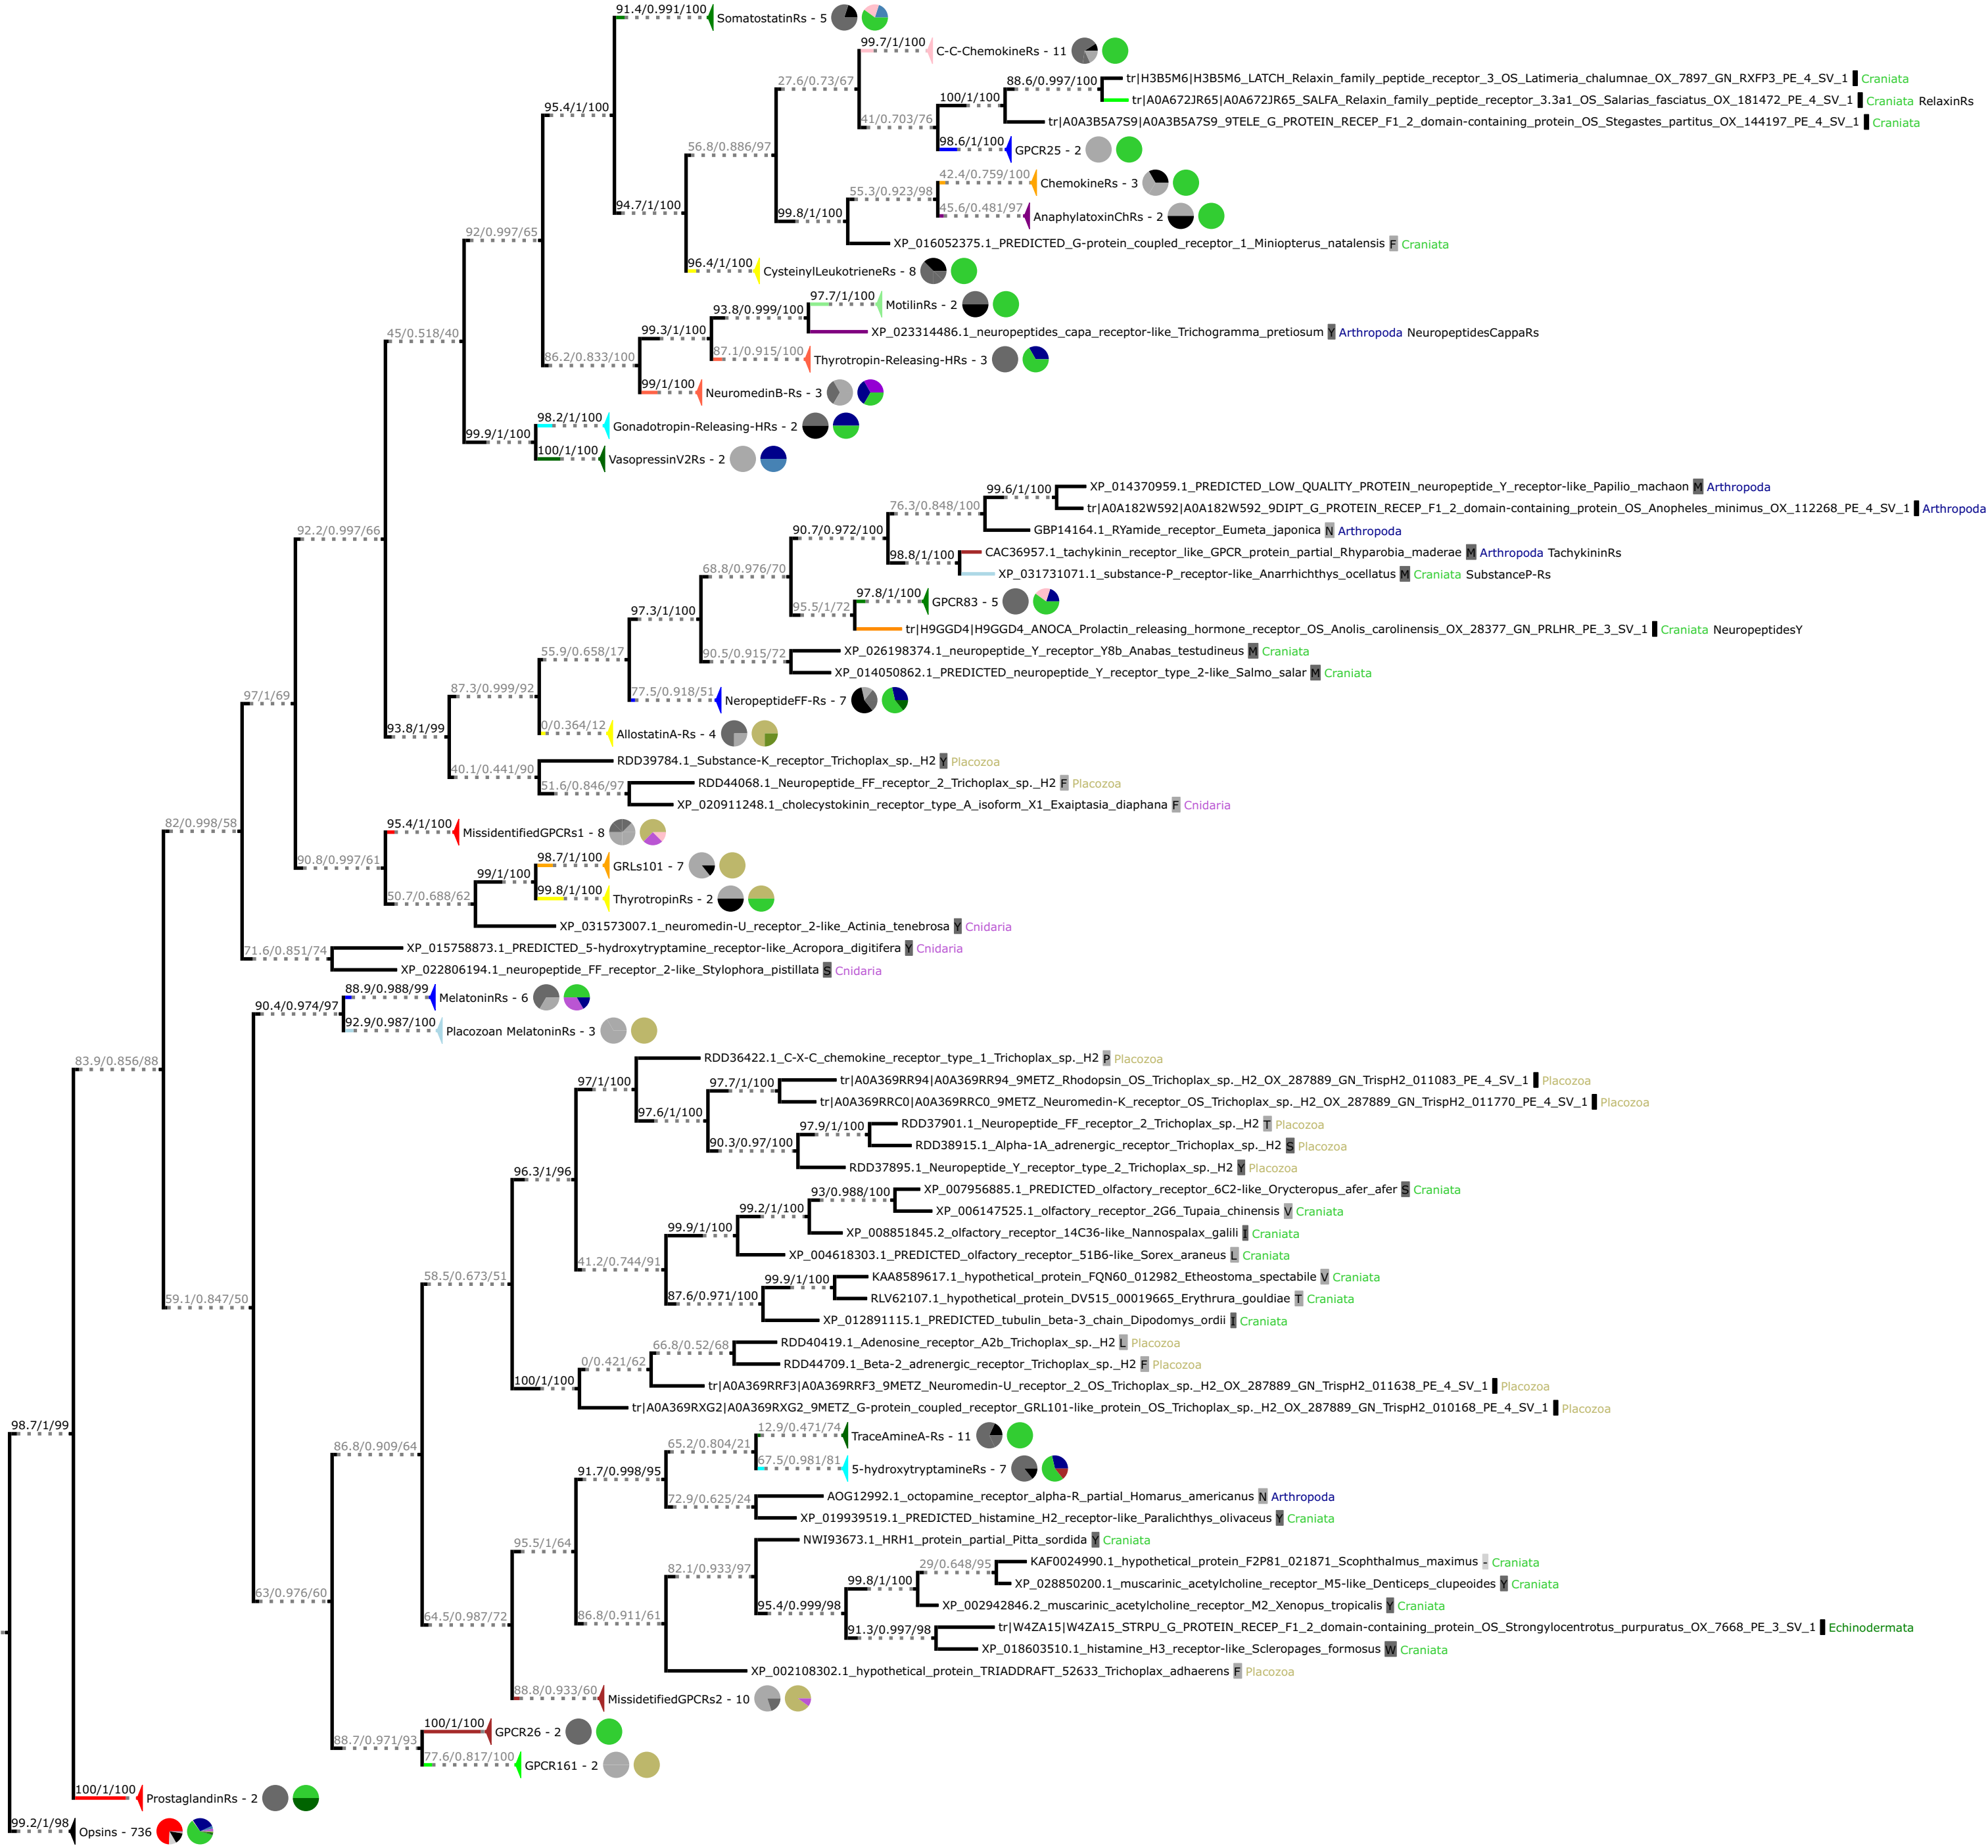 91.4/0.991/100 SomatostatinRs - 5
99.7/1/100 C-C-ChemokineRs - 11
27.6/0.73/67
88.6/0.997/100 tr|H3B5M6|H3B5M6_LATCH_Relaxin_family_peptide_receptor_3_OS_Latimeria_chalumnae_OX_7897_GN_RXFP3_PE_4_SV_1 Craniata
100/1/100 tr|A0A672JR65|A0A672JR65_SALFA_Relaxin_family_peptide_receptor_3.3a1_OS_Salarias_fasciatus_OX_181472_PE_4_SV_1 Craniata RelaxinRs
95.4/1/100 41/0.703/76 tr|A0A3B5A7S9|A0A3B5A7S9_9TELE_G_PROTEIN_RECEP_F1_2_domain-containing_protein_OS_Stegastes_partitus_OX_144197_PE_4_SV_1 Craniata
56.8/0.886/97 98.6/1/100 GPCR25 - 2
42.4/0.759/100 ChemokineRs - 3
55.3/0.923/98
94.7/1/100 99.8/1/100 45.6/0.481/97 AnaphylatoxinChRs - 2
92/0.997/65 XP_016052375.1_PREDICTED_G-protein_coupled_receptor_1_Miniopterus_natalensis F Craniata
96.4/1/100 CysteinylLeukotrieneRs - 8
97.7/1/100 MotilinRs - 2
93.8/0.999/100
45/0.518/40 99.3/1/100 XP_023314486.1_neuropeptides_capa_receptor-like_Trichogramma_pretiosum Y Arthropoda NeuropeptidesCappaRs
86.2/0.833/100 87.1/0.915/100 Thyrotropin-Releasing-HRs - 3
99/1/100 NeuromedinB-Rs - 3
98.2/1/100 Gonadotropin-Releasing-HRs - 2
99.9/1/100
100/1/100 VasopressinV2Rs - 2
99.6/1/100 XP_014370959.1_PREDICTED_LOW_QUALITY_PROTEIN_neuropeptide_Y_receptor-like_Papilio_machaon M Arthropoda
76.3/0.848/100 tr|A0A182W592|A0A182W592_9DIPT_G_PROTEIN_RECEP_F1_2_domain-containing_protein_OS_Anopheles_minimus_OX_112268_PE_4_SV_1 Arthropoda
92.2/0.997/66 90.7/0.972/100 GBP14164.1_RYamide_receptor_Eumeta_japonica N Arthropoda
98.8/1/100 CAC36957.1_tachykinin_receptor_like_GPCR_protein_partial_Rhyparobia_maderae M Arthropoda TachykininRs
68.8/0.976/70 XP_031731071.1_substance-P_receptor-like_Anarrhichthys_ocellatus M Craniata SubstanceP-Rs
97.8/1/100 GPCR83 - 5
97.3/1/100 95.5/1/72
tr|H9GGD4|H9GGD4_ANOCA_Prolactin_releasing_hormone_receptor_OS_Anolis_carolinensis_OX_28377_GN_PRLHR_PE_3_SV_1 Craniata NeuropeptidesY
55.9/0.658/17 90.5/0.915/72 XP_026198374.1_neuropeptide_Y_receptor_Y8b_Anabas_testudineus M Craniata
XP_014050862.1_PREDICTED_neuropeptide_Y_receptor_type_2-like_Salmo_salar M Craniata
97/1/69 87.3/0.999/92 77.5/0.918/51 NeropeptideFF-Rs - 7
93.8/1/99 0/0.364/12 AllostatinA-Rs - 4
RDD39784.1_Substance-K_receptor_Trichoplax_sp._H2 Y Placozoa
40.1/0.441/90 51.6/0.846/97 RDD44068.1_Neuropeptide_FF_receptor_2_Trichoplax_sp._H2 F Placozoa
XP_020911248.1_cholecystokinin_receptor_type_A_isoform_X1_Exaiptasia_diaphana F Cnidaria
82/0.998/58 95.4/1/100 MissidentifiedGPCRs1 - 8
90.8/0.997/61 98.7/1/100 GRLs101 - 7
99/1/100
50.7/0.688/62 99.8/1/100 ThyrotropinRs - 2
XP_031573007.1_neuromedin-U_receptor_2-like_Actinia_tenebrosa Y Cnidaria
71.6/0.851/74 XP_015758873.1_PREDICTED_5-hydroxytryptamine_receptor-like_Acropora_digitifera Y Cnidaria
XP_022806194.1_neuropeptide_FF_receptor_2-like_Stylophora_pistillata S Cnidaria
88.9/0.988/99 MelatoninRs - 6
90.4/0.974/97
92.9/0.987/100 Placozoan MelatoninRs - 3
83.9/0.856/88 RDD36422.1_C-X-C_chemokine_receptor_type_1_Trichoplax_sp._H2 P Placozoa
97/1/100 97.7/1/100 tr|A0A369RR94|A0A369RR94_9METZ_Rhodopsin_OS_Trichoplax_sp._H2_OX_287889_GN_TrispH2_011083_PE_4_SV_1 Placozoa
tr|A0A369RRC0|A0A369RRC0_9METZ_Neuromedin-K_receptor_OS_Trichoplax_sp._H2_OX_287889_GN_TrispH2_011770_PE_4_SV_1 Placozoa
97.6/1/100 97.9/1/100 RDD37901.1_Neuropeptide_FF_receptor_2_Trichoplax_sp._H2 T Placozoa
90.3/0.97/100 RDD38915.1_Alpha-1A_adrenergic_receptor_Trichoplax_sp._H2 S Placozoa
96.3/1/96 RDD37895.1_Neuropeptide_Y_receptor_type_2_Trichoplax_sp._H2 Y Placozoa
93/0.988/100 XP_007956885.1_PREDICTED_olfactory_receptor_6C2-like_Orycteropus_afer_afer S Craniata
99.2/1/100 XP_006147525.1_olfactory_receptor_2G6_Tupaia_chinensis V Craniata
99.9/1/100 XP_008851845.2_olfactory_receptor_14C36-like_Nannospalax_galili I Craniata
41.2/0.744/91 XP_004618303.1_PREDICTED_olfactory_receptor_51B6-like_Sorex_araneus L Craniata
58.5/0.673/51 99.9/1/100 KAA8589617.1_hypothetical_protein_FQN60_012982_Etheostoma_spectabile V Craniata
59.1/0.847/50 87.6/0.971/100 RLV62107.1_hypothetical_protein_DV515_00019665_Erythrura_gouldiae T Craniata
XP_012891115.1_PREDICTED_tubulin_beta-3_chain_Dipodomys_ordii I Craniata
66.8/0.52/68 RDD40419.1_Adenosine_receptor_A2b_Trichoplax_sp._H2 L Placozoa
0/0.421/62 RDD44709.1_Beta-2_adrenergic_receptor_Trichoplax_sp._H2 F Placozoa
100/1/100 tr|A0A369RRF3|A0A369RRF3_9METZ_Neuromedin-U_receptor_2_OS_Trichoplax_sp._H2_OX_287889_GN_TrispH2_011638_PE_4_SV_1 Placozoa
tr|A0A369RXG2|A0A369RXG2_9METZ_G-protein_coupled_receptor_GRL101-like_protein_OS_Trichoplax_sp._H2_OX_287889_GN_TrispH2_010168_PE_4_SV_1 Placozoa
98.7/1/99 12.9/0.471/74 TraceAmineA-Rs - 11
86.8/0.909/64 65.2/0.804/21
91.7/0.998/95 67.5/0.981/81 5-hydroxytryptamineRs - 7
72.9/0.625/24 AOG12992.1_octopamine_receptor_alpha-R_partial_Homarus_americanus N Arthropoda
XP_019939519.1_PREDICTED_histamine_H2_receptor-like_Paralichthys_olivaceus Y Craniata
95.5/1/64 NWI93673.1_HRH1_protein_partial_Pitta_sordida Y Craniata
82.1/0.933/97 29/0.648/95 KAF0024990.1_hypothetical_protein_F2P81_021871_Scophthalmus_maximus - Craniata
99.8/1/100 XP_028850200.1_muscarinic_acetylcholine_receptor_M5-like_Denticeps_clupeoides Y Craniata
63/0.976/60 95.4/0.999/98 XP_002942846.2_muscarinic_acetylcholine_receptor_M2_Xenopus_tropicalis Y Craniata
64.5/0.987/72 86.8/0.911/61 91.3/0.997/98 tr|W4ZA15|W4ZA15_STRPU_G_PROTEIN_RECEP_F1_2_domain-containing_protein_OS_Strongylocentrotus_purpuratus_OX_7668_PE_3_SV_1 Echinodermata
XP_018603510.1_histamine_H3_receptor-like_Scleropages_formosus W Craniata
XP_002108302.1_hypothetical_protein_TRIADDRAFT_52633_Trichoplax_adhaerens F Placozoa
88.8/0.933/60 MissidetifiedGPCRs2 - 10
100/1/100 GPCR26 - 2
88.7/0.971/93
77.6/0.817/100 GPCR161 - 2
100/1/100 ProstaglandinRs - 2
99.2/1/98 Opsins - 736